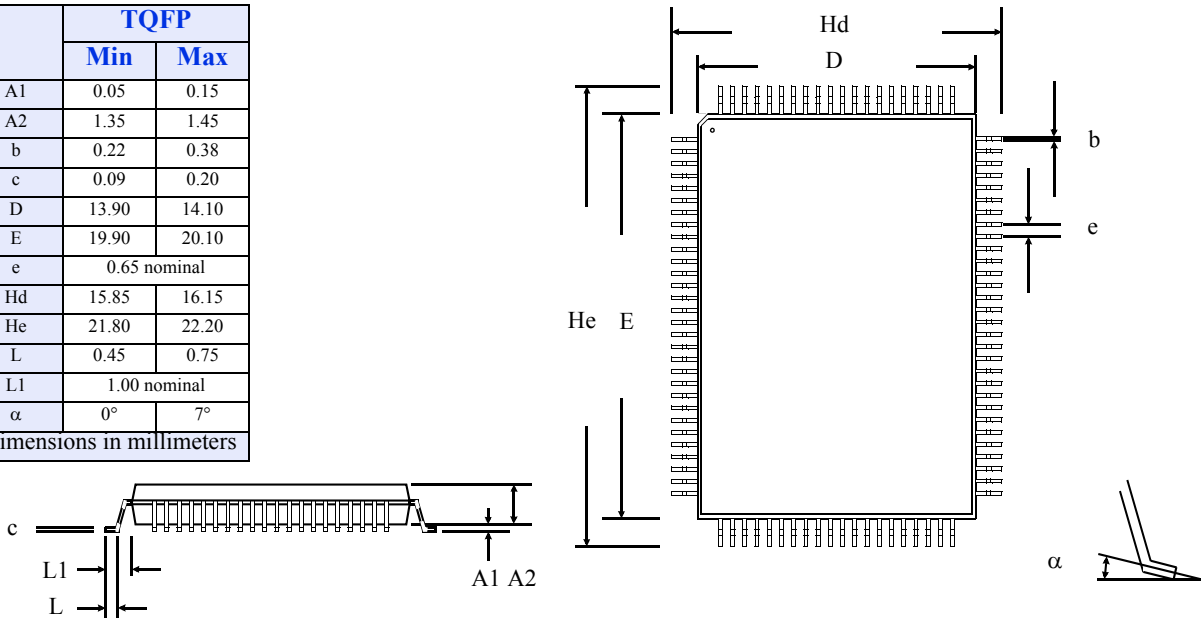 TQFP
Min Max
A1 0.05 0.15
A2 1.35 1.45
b 0.22 0.38
c 0.09 0.20
D 13.90 14.10
E 19.90 20.10
e 0.65 nominal
Hd 15.85 16.15
He 21.80 22.20
L 0.45 0.75
L1 1.00 nominal
α 0° 7°
imensions in millimeters
Hd
D
b
e
He E
c
L1
L
A1 A2
α